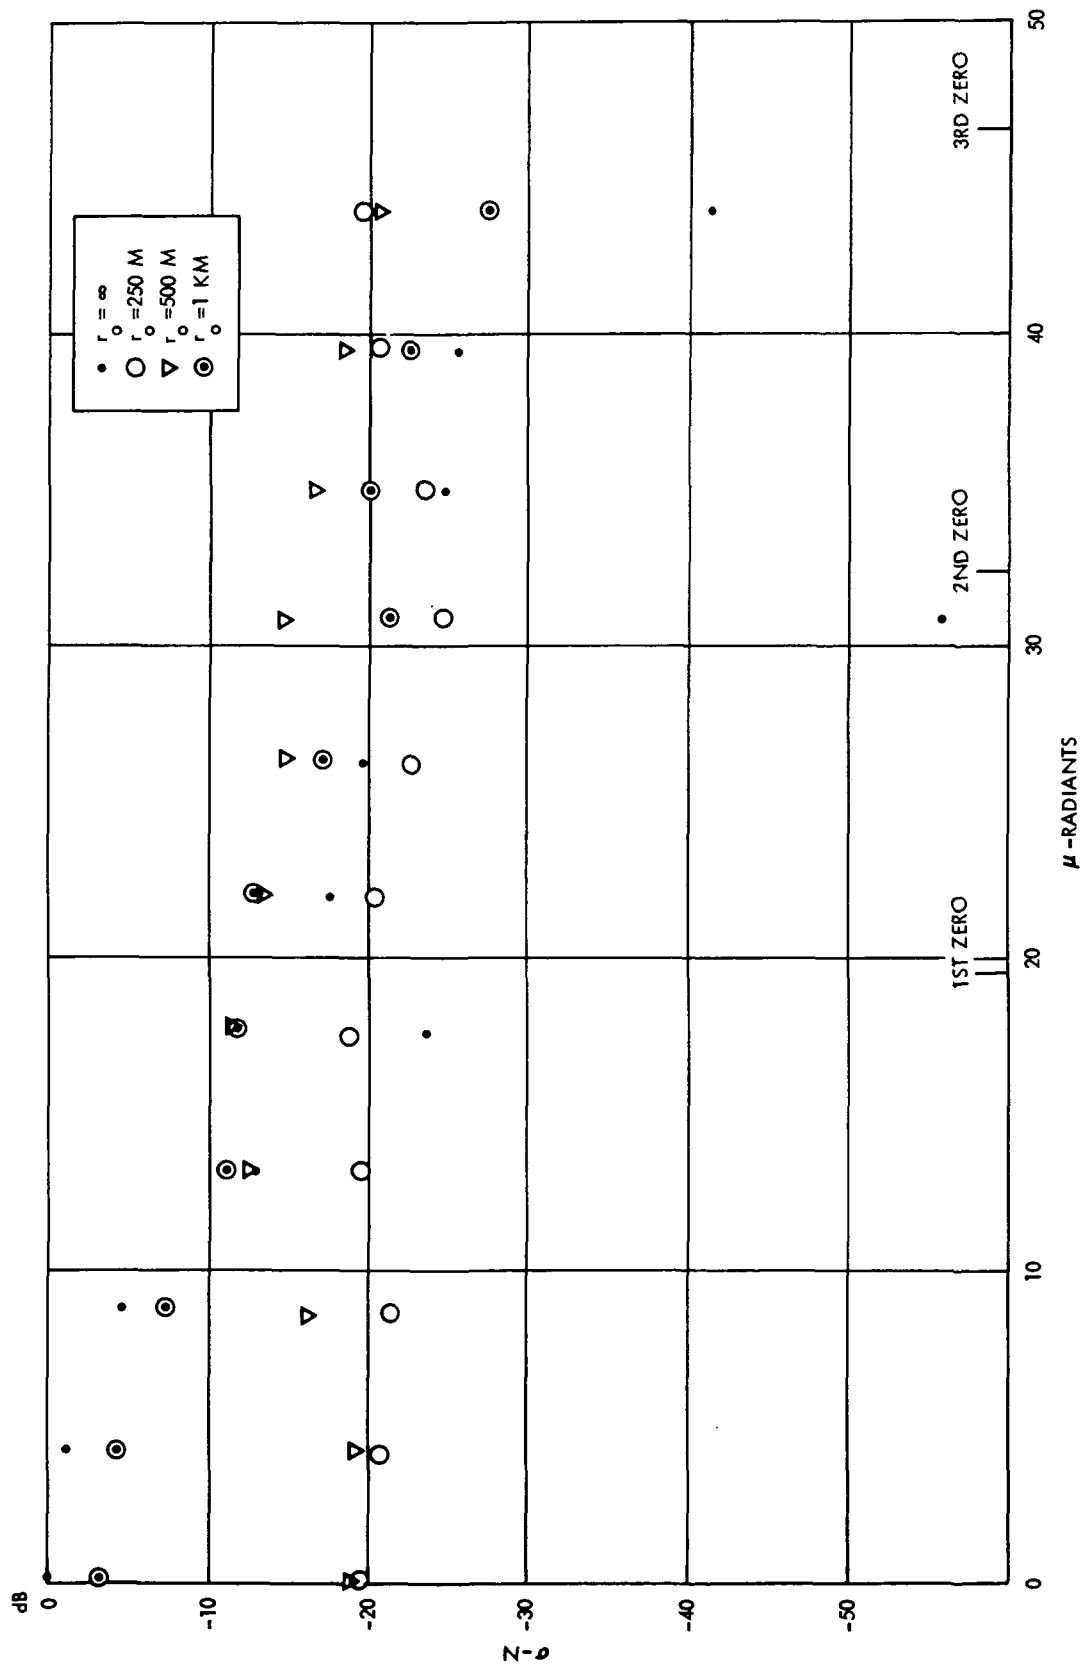 dB
0
-10
-20
-30
-40
-50
σ-Z
• r₀ = ∞
○ r₀ =250 M
▽ r₀ =500 M
◉ r₀ =1 KM
1ST ZERO
2ND ZERO
3RD ZERO
0
10
20
30
40
50
μ -RADIANTS